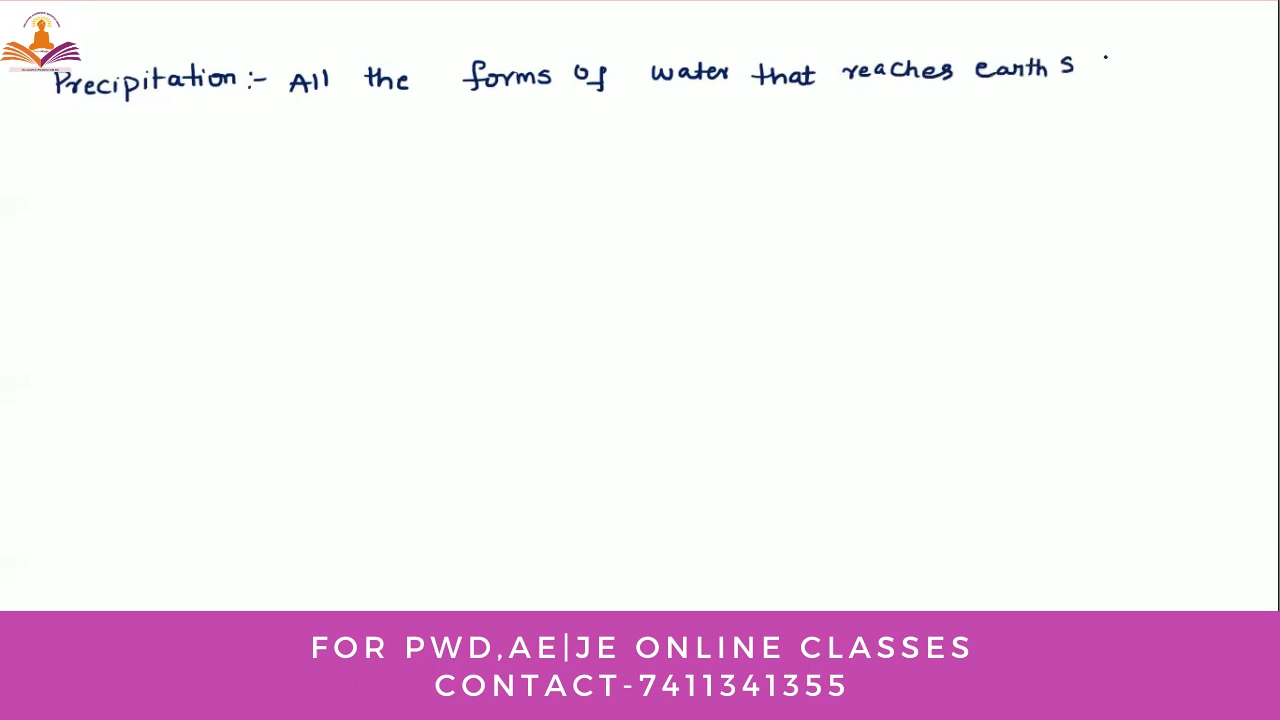 Precipitation :- All the forms of water that reaches earth s
FOR PWD,AE|JE ONLINE CLASSES
CONTACT-7411341355